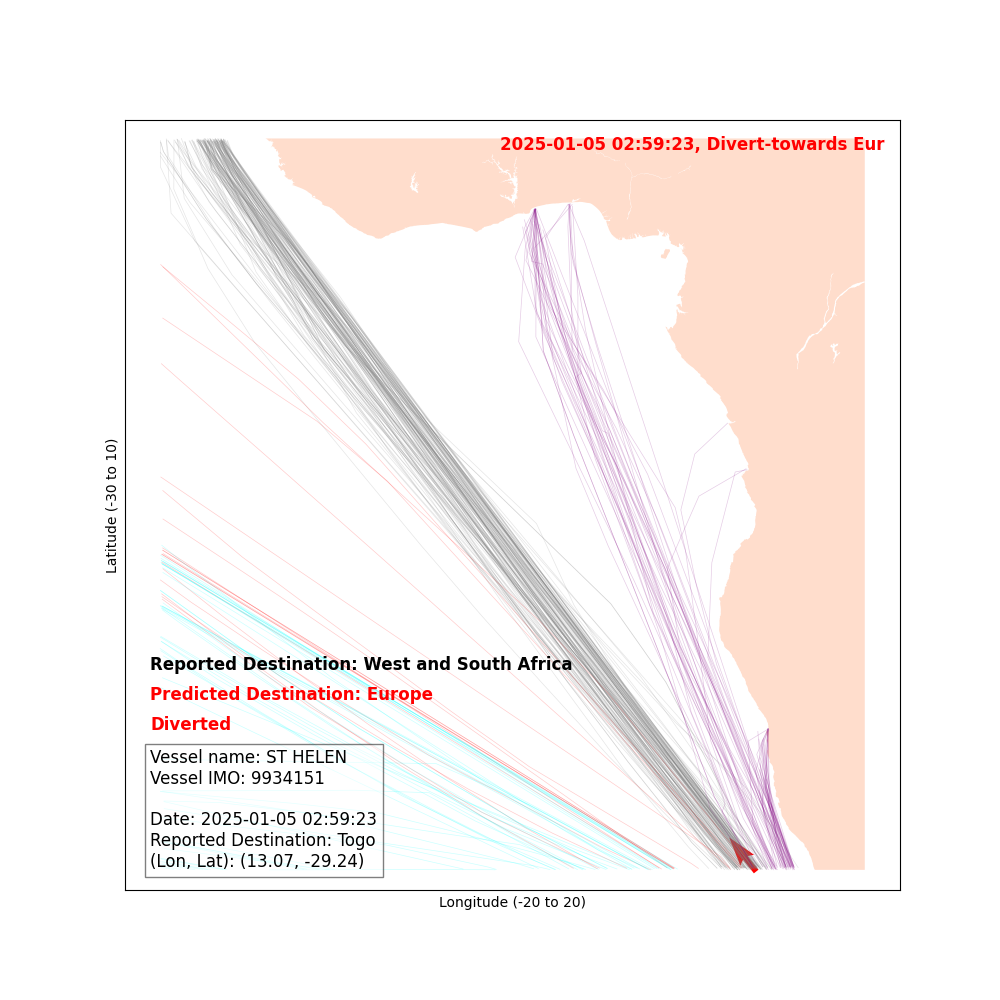 2025-01-05 02:59:23, Divert-towards Eur
Latitude (-30 to 10)
Reported Destination: West and South Africa
Predicted Destination: Europe
Diverted
Vessel name: ST HELEN
Vessel IMO: 9934151
Date: 2025-01-05 02:59:23
Reported Destination: Togo
(Lon, Lat): (13.07, -29.24)
Longitude (-20 to 20)